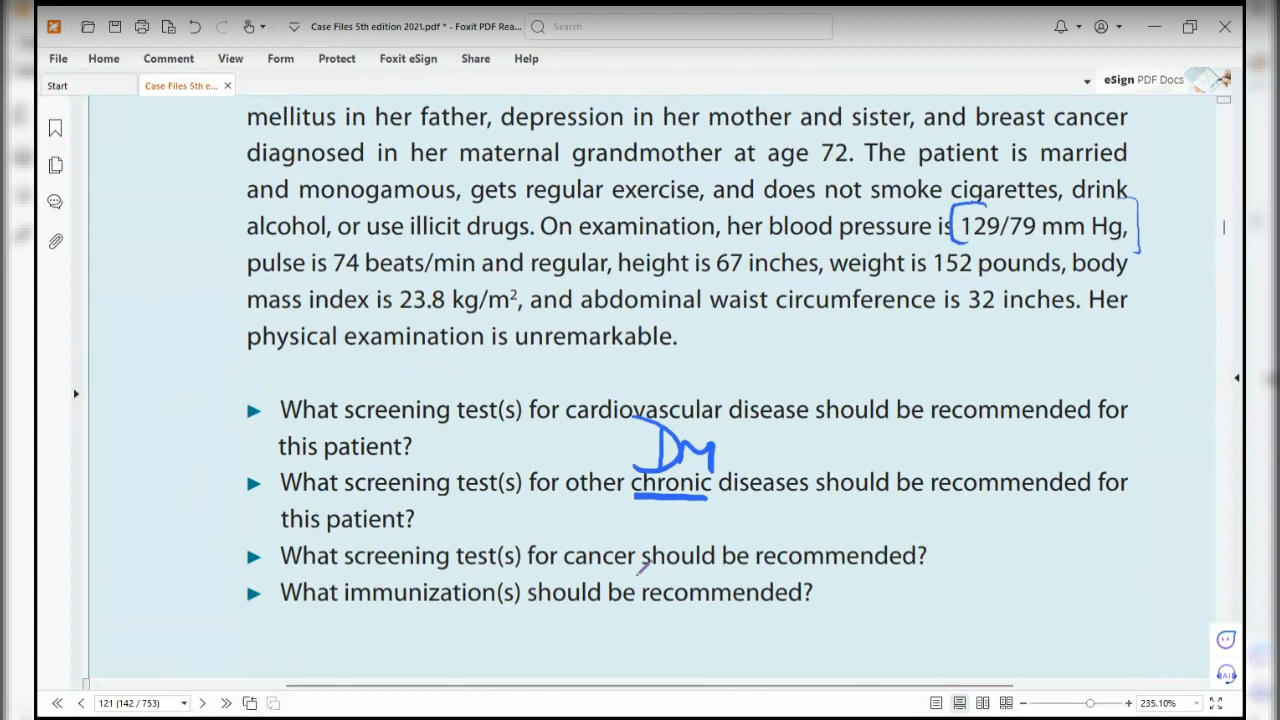 Case Files 5th edition 2021.pdf * - Foxit PDF Rea...
Search
File Home Comment View Form Protect Foxit eSign Share Help
Start
Case Files 5th e...
eSign PDF Docs
mellitus in her father, depression in her mother and sister, and breast cancer
diagnosed in her maternal grandmother at age 72. The patient is married
and monogamous, gets regular exercise, and does not smoke cigarettes, drink
alcohol, or use illicit drugs. On examination, her blood pressure is 129/79 mm Hg,
pulse is 74 beats/min and regular, height is 67 inches, weight is 152 pounds, body
mass index is 23.8 kg/m², and abdominal waist circumference is 32 inches. Her
physical examination is unremarkable.
► What screening test(s) for cardiovascular disease should be recommended for
this patient?
DM
► What screening test(s) for other chronic diseases should be recommended for
this patient?
► What screening test(s) for cancer should be recommended?
► What immunization(s) should be recommended?
AI
121 (142 / 753)
235.10%